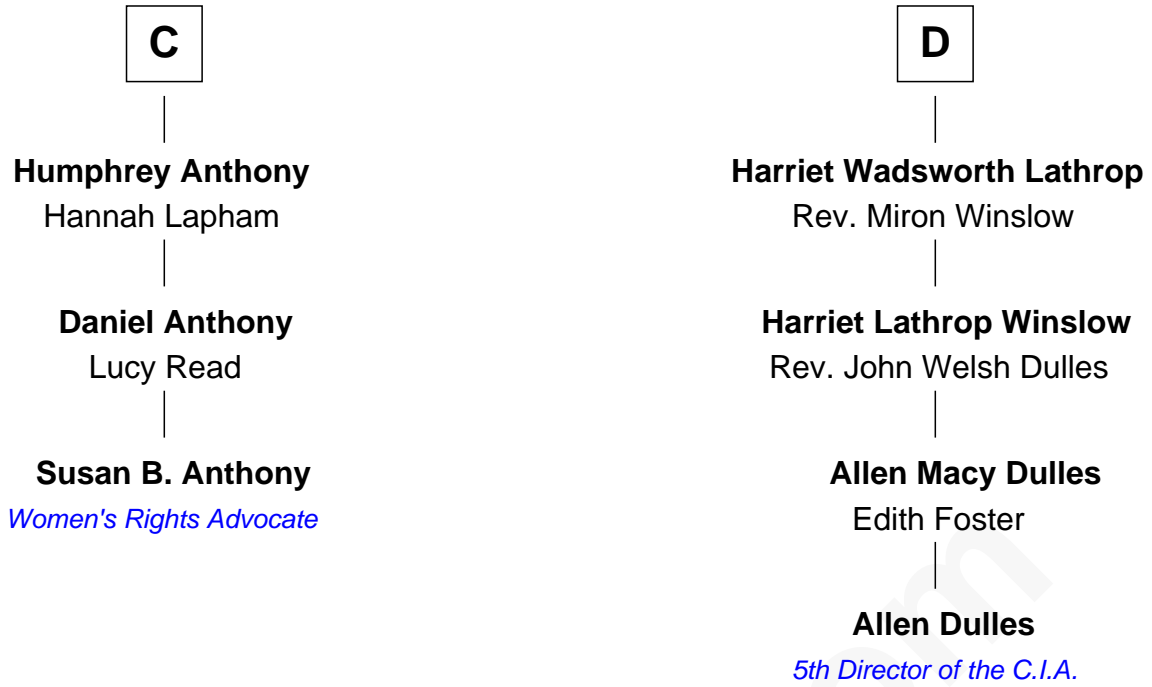 C
Humphrey Anthony
Hannah Lapham
Daniel Anthony
Lucy Read
Susan B. Anthony
Women's Rights Advocate
D
Harriet Wadsworth Lathrop
Rev. Miron Winslow
Harriet Lathrop Winslow
Rev. John Welsh Dulles
Allen Macy Dulles
Edith Foster
Allen Dulles
5th Director of the C.I.A.